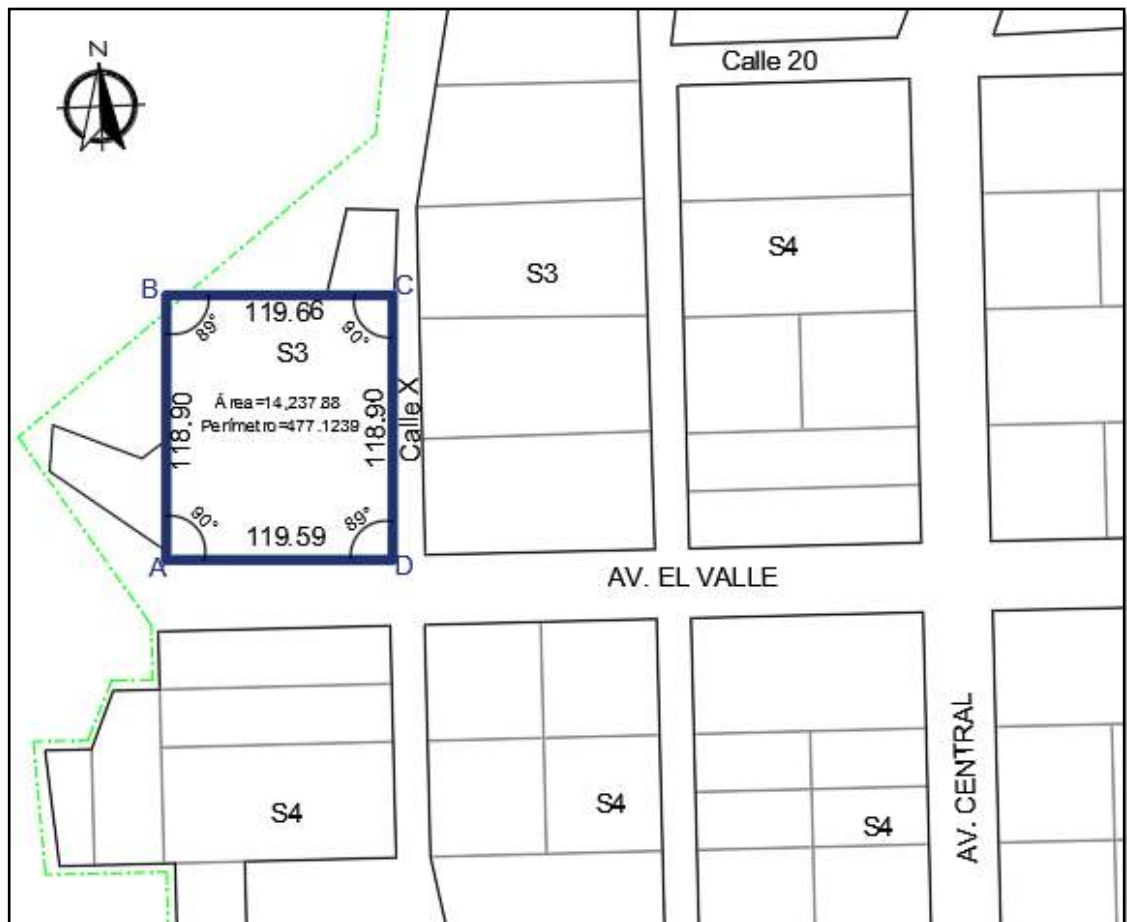 N
Calle 20
S3
S4
B
C
119.66
89°
90°
S3
Área=14,237.88
Perímetro=477.1239
118.90
118.90
Calle X
90°
89°
119.59
A
D
AV. EL VALLE
S4
S4
S4
AV. CENTRAL